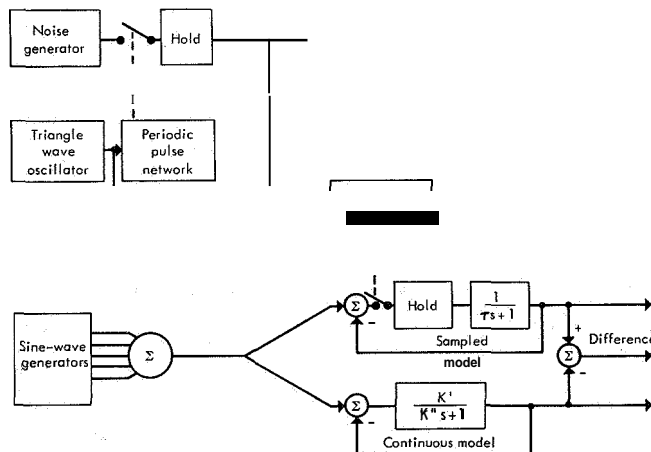 Noise
generator
Hold
Triangle
wave
oscillator
Periodic
pulse
network
Sine-wave
generators
Σ
Σ
Hold
1
τs+1
Sampled
model
+
-
Σ
Difference
-
-
Σ
K'
K" s+1
Continuous model
-